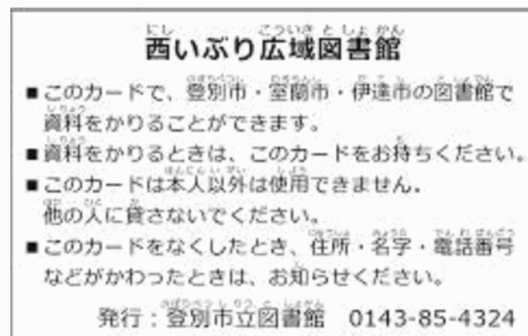 西いぶり広域図書館
■このカードで、登別市・室蘭市・伊達市の図書館で
資料をかりることができます。
■資料をかりるときは、このカードをお持ちください。
■このカードは本人以外は使用できません。
他の人に貸さないでください。
■このカードをなくしたとき、住所・名字・電話番号
などがかわったときは、お知らせください。
発行：登別市立図書館 0143-85-4324